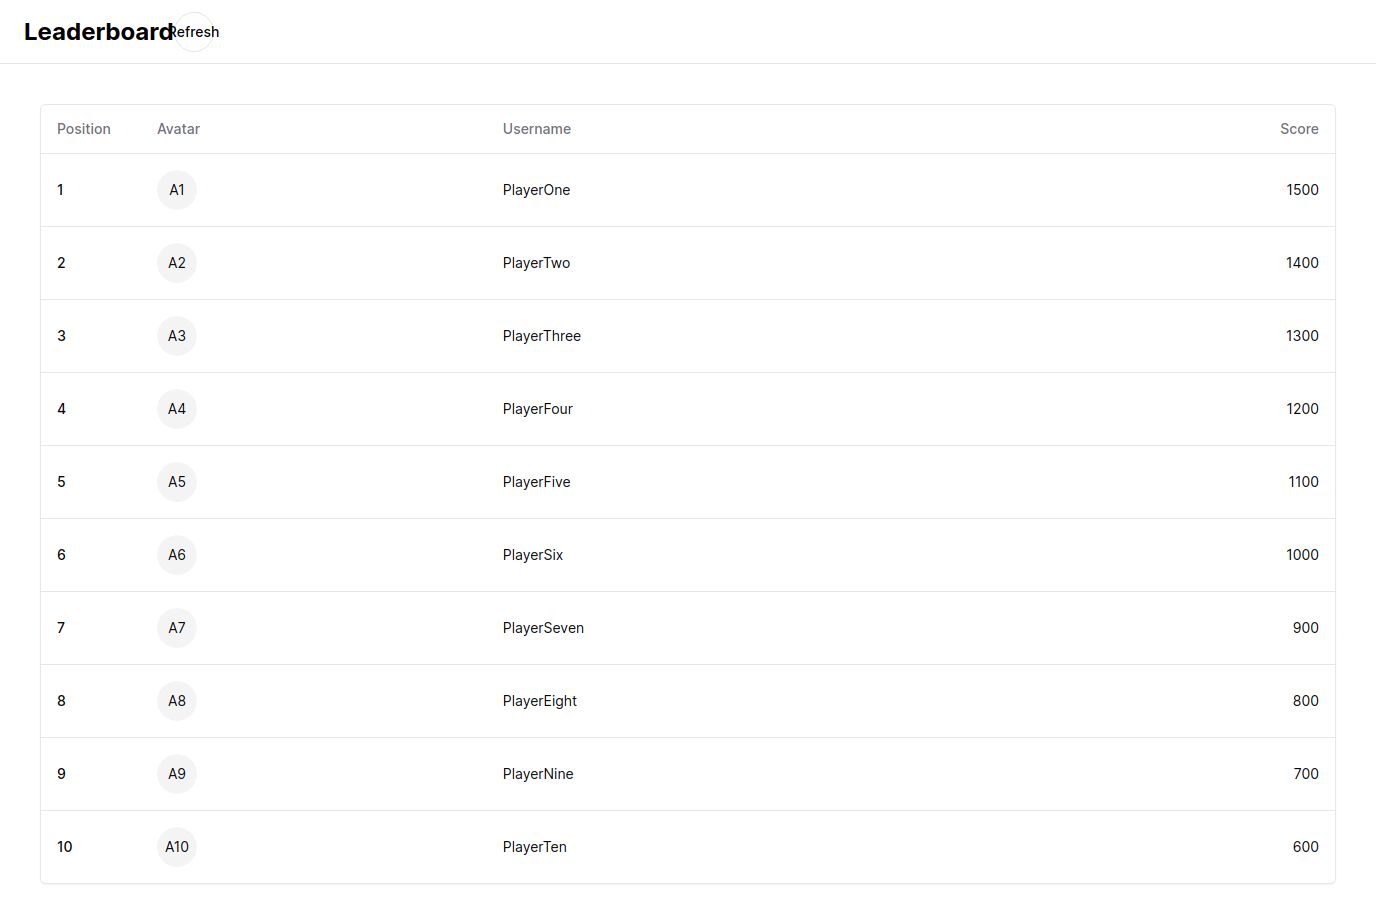 Leaderboard Refresh
Position Avatar Username Score
1 A1 PlayerOne 1500
2 A2 PlayerTwo 1400
3 A3 PlayerThree 1300
4 A4 PlayerFour 1200
5 A5 PlayerFive 1100
6 A6 PlayerSix 1000
7 A7 PlayerSeven 900
8 A8 PlayerEight 800
9 A9 PlayerNine 700
10 A10 PlayerTen 600